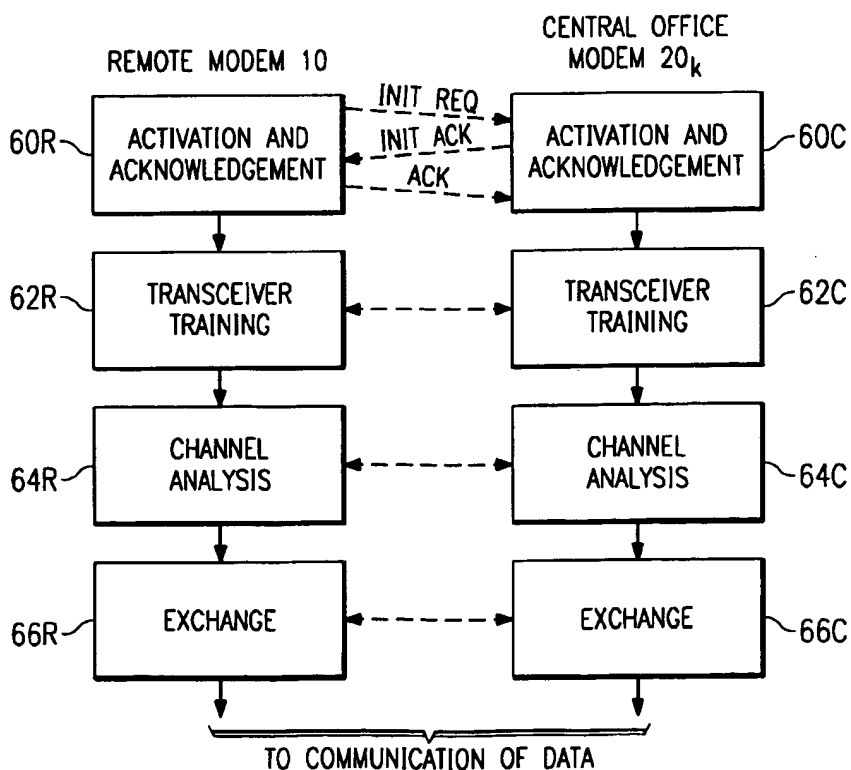 REMOTE MODEM 10
CENTRAL OFFICE
MODEM 20k
INIT REQ
INIT ACK
ACK
60R
ACTIVATION AND
ACKNOWLEDGEMENT
ACTIVATION AND
ACKNOWLEDGEMENT
60C
62R
TRANSCEIVER
TRAINING
TRANSCEIVER
TRAINING
62C
64R
CHANNEL
ANALYSIS
CHANNEL
ANALYSIS
64C
66R
EXCHANGE
EXCHANGE
66C
TO COMMUNICATION OF DATA